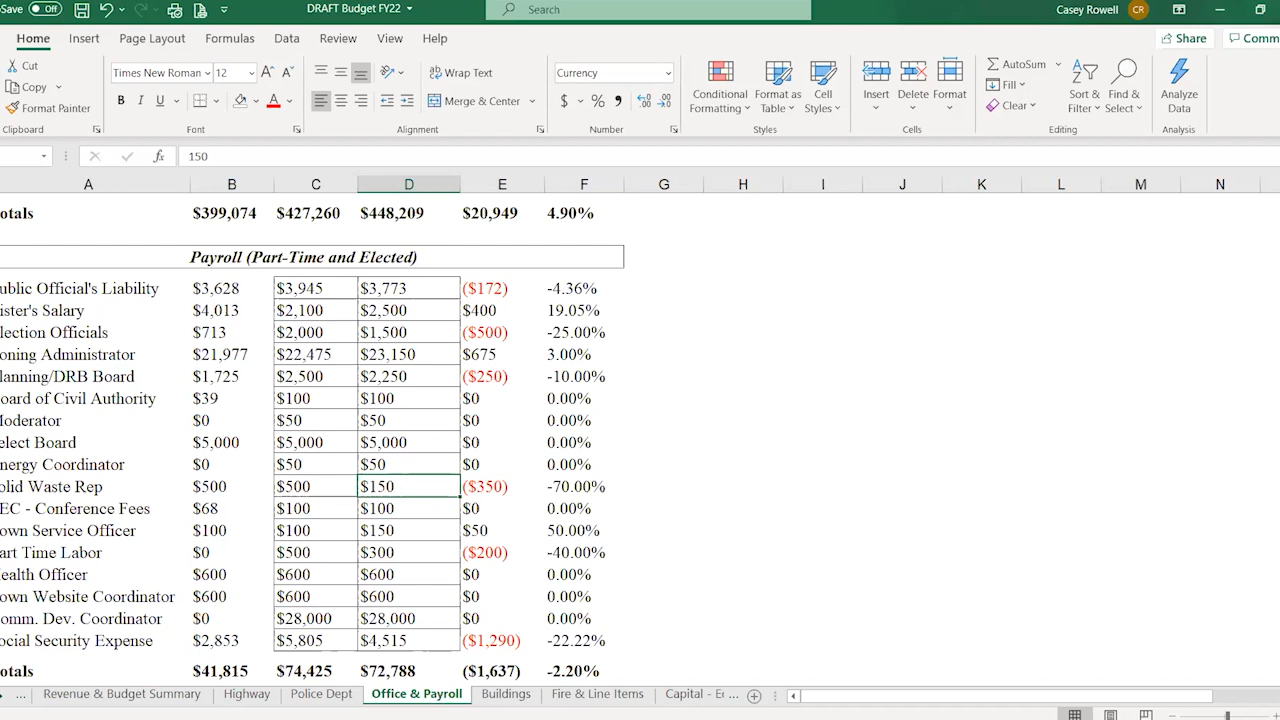 Save Off DRAFT Budget FY22 Search Casey Rowell CR
Home Insert Page Layout Formulas Data Review View Help Share Comm
Cut Times New Roman 12 Wrap Text Currency AutoSum
Copy Fill
Format Painter B I U A Merge & Center $ % Clear
Conditional Formatting Format as Table Cell Styles Insert Delete Format Sort & Filter Find & Select Analyze Data
Clipboard Font Alignment Number Styles Cells Editing Analysis
fx 150
A B C D E F G H I J K L M N
otals $399,074 $427,260 $448,209 $20,949 4.90%
Payroll (Part-Time and Elected)
ublic Official's Liability $3,628 $3,945 $3,773 ($172) -4.36%
ister's Salary $4,013 $2,100 $2,500 $400 19.05%
lection Officials $713 $2,000 $1,500 ($500) -25.00%
oning Administrator $21,977 $22,475 $23,150 $675 3.00%
lanning/DRB Board $1,725 $2,500 $2,250 ($250) -10.00%
oard of Civil Authority $39 $100 $100 $0 0.00%
Moderator $0 $50 $50 $0 0.00%
elect Board $5,000 $5,000 $5,000 $0 0.00%
nergy Coordinator $0 $50 $50 $0 0.00%
olid Waste Rep $500 $500 $150 ($350) -70.00%
EC - Conference Fees $68 $100 $100 $0 0.00%
own Service Officer $100 $100 $150 $50 50.00%
art Time Labor $0 $500 $300 ($200) -40.00%
ealth Officer $600 $600 $600 $0 0.00%
own Website Coordinator $600 $600 $600 $0 0.00%
omm. Dev. Coordinator $0 $28,000 $28,000 $0 0.00%
ocial Security Expense $2,853 $5,805 $4,515 ($1,290) -22.22%
otals $41,815 $74,425 $72,788 ($1,637) -2.20%
... Revenue & Budget Summary Highway Police Dept Office & Payroll Buildings Fire & Line Items Capital - Ec ...